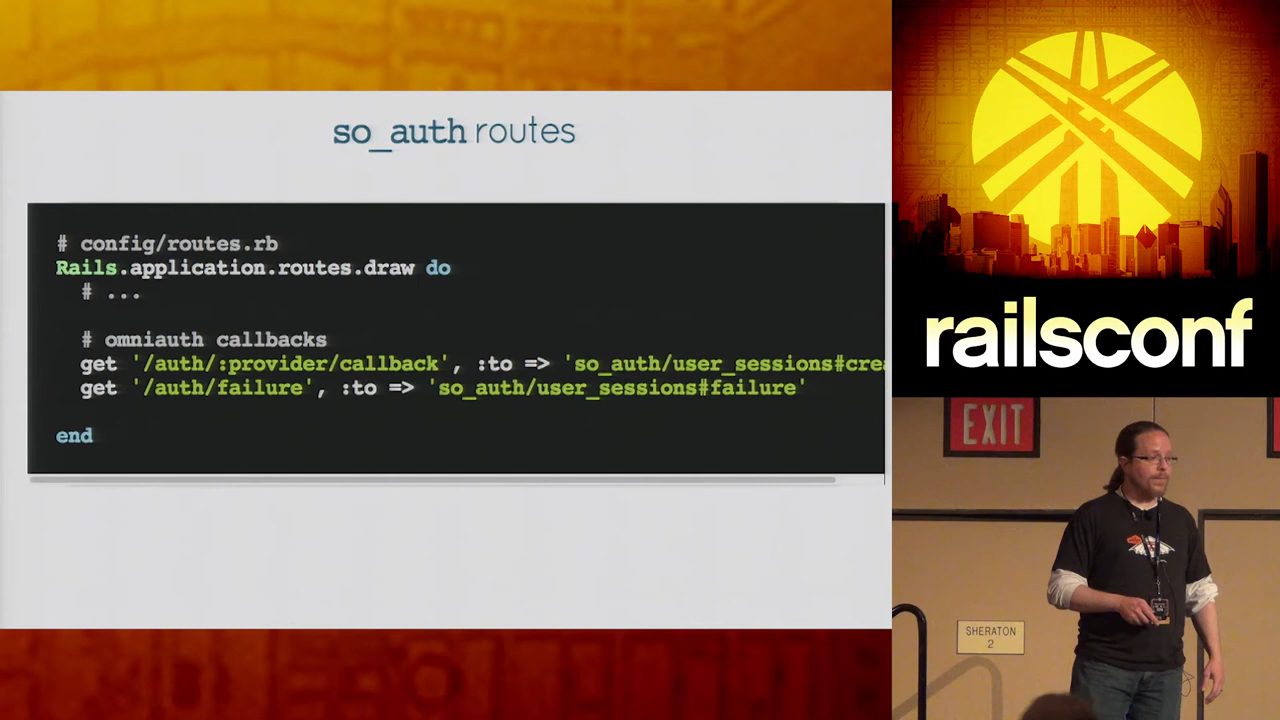 so_auth routes
# config/routes.rb
Rails.application.routes.draw do
# ...
# omniauth callbacks
get '/auth/:provider/callback', :to => 'so_auth/user_sessions#crea
get '/auth/failure', :to => 'so_auth/user_sessions#failure'
end
railsconf
EXIT
SHERATON
2